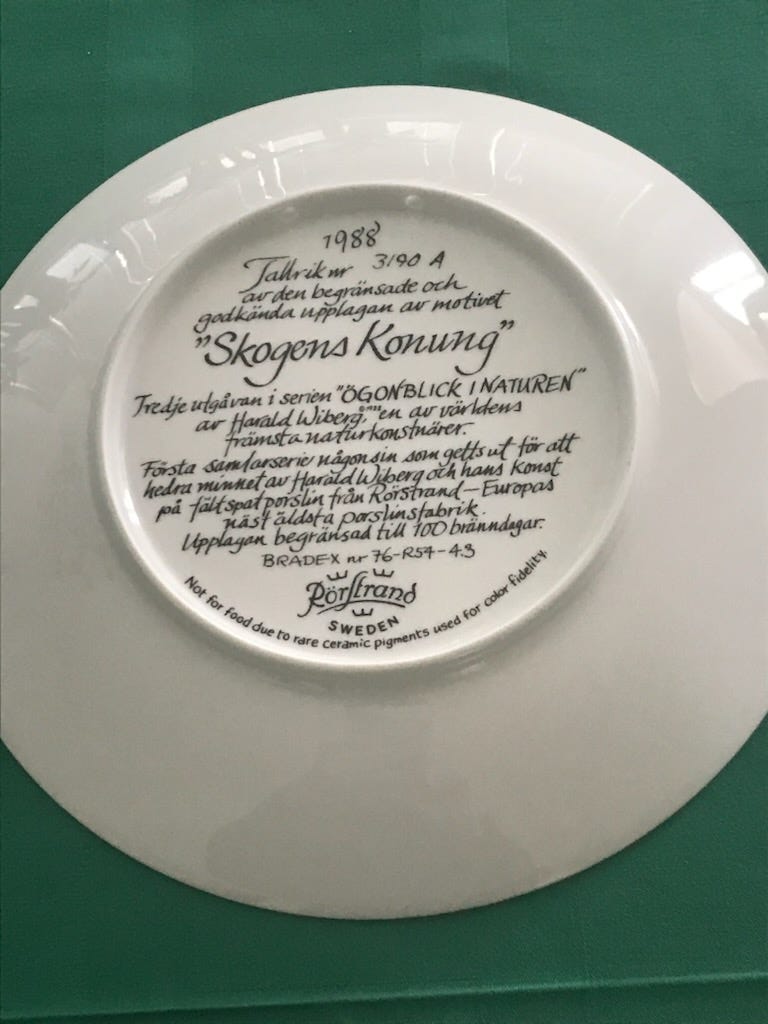 1988
Tallrik nr 3190 A
av den begränsade och
godkända upplagan av motivet
"Skogens Konung"
Tredje utgåvan i serien "ÖGONBLICK I NATUREN"
av Harald Wiberg,"" en av världens
främsta naturkonstnärer.
Första samlarserie någonsin som getts ut för att
hedra minnet av Harald Wiberg och hans konst
på fältspatporslin från Rörstrand – Europas
näst äldsta porslinsfabrik.
Upplagan begränsad till 100 bränndagar.
BRADEX nr 76-R54-4.3
Rörstrand
SWEDEN
Not for food due to rare ceramic pigments used for color fidelity.